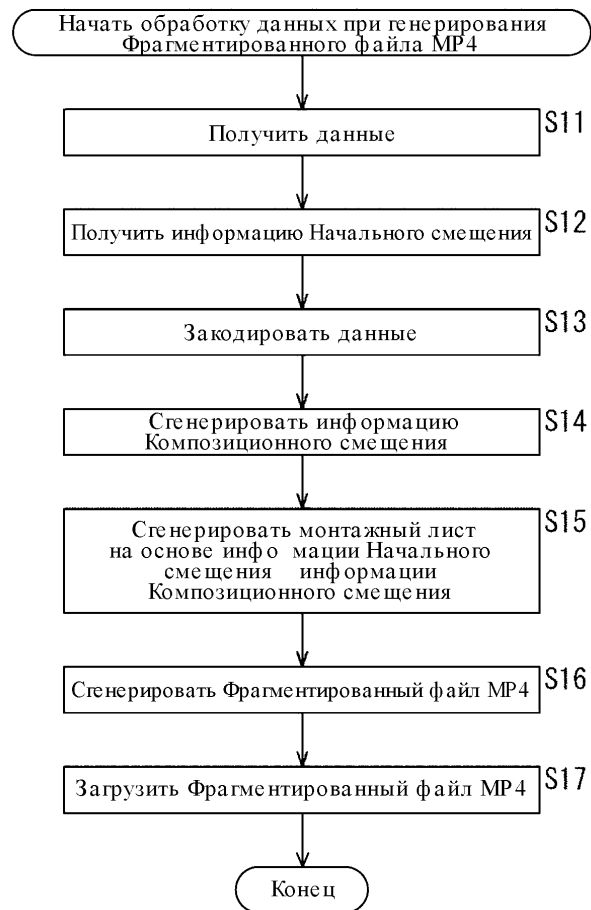 Начать обработку данных при генерирования
Фрагментированного файла MP4
S11
Получить данные
S12
Получить информацию Начального смещения
S13
Закодировать данные
S14
Сгенерировать информацию
Композиционного смещения
S15
Сгенерировать монтажный лист
на основе инфо мации Начального
смещения информации
Композиционного смещения
S16
Сгенерировать Фрагментированный файл MP4
S17
Загрузить Фрагментированный файл MP4
Конец